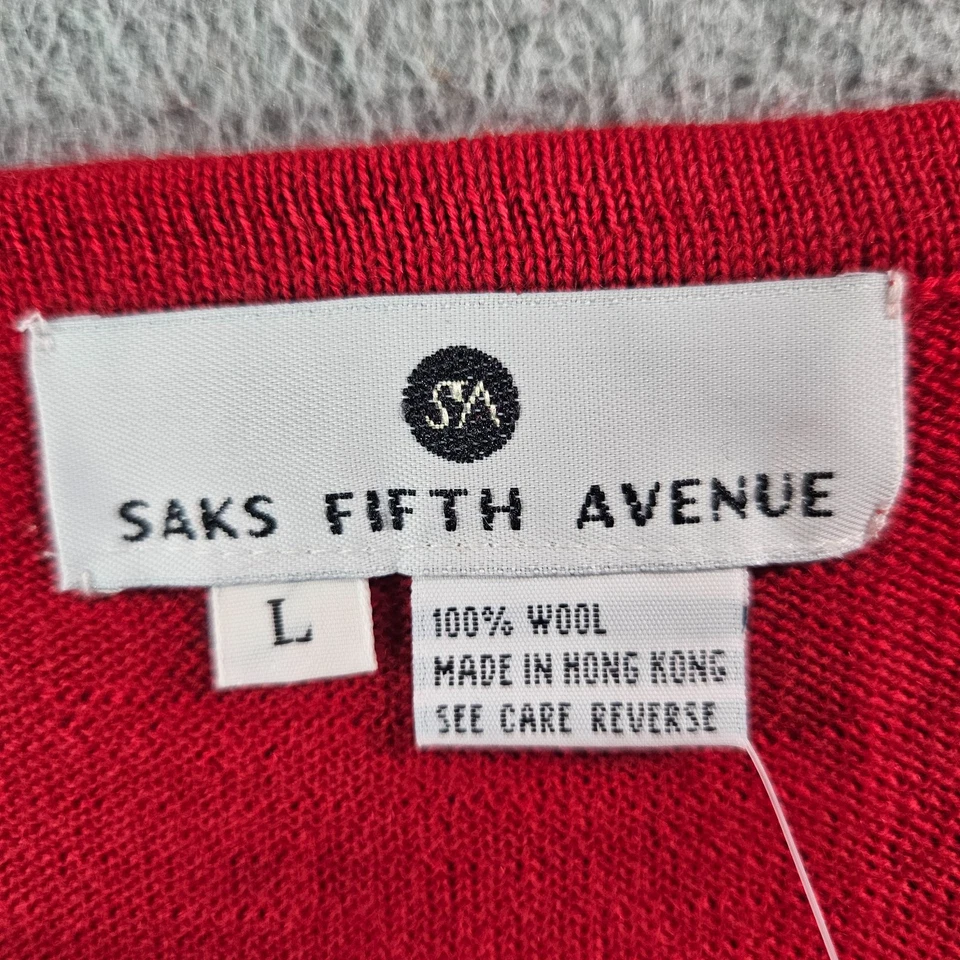 SFA
SAKS FIFTH AVENUE
L
100% WOOL
MADE IN HONG KONG
SEE CARE REVERSE